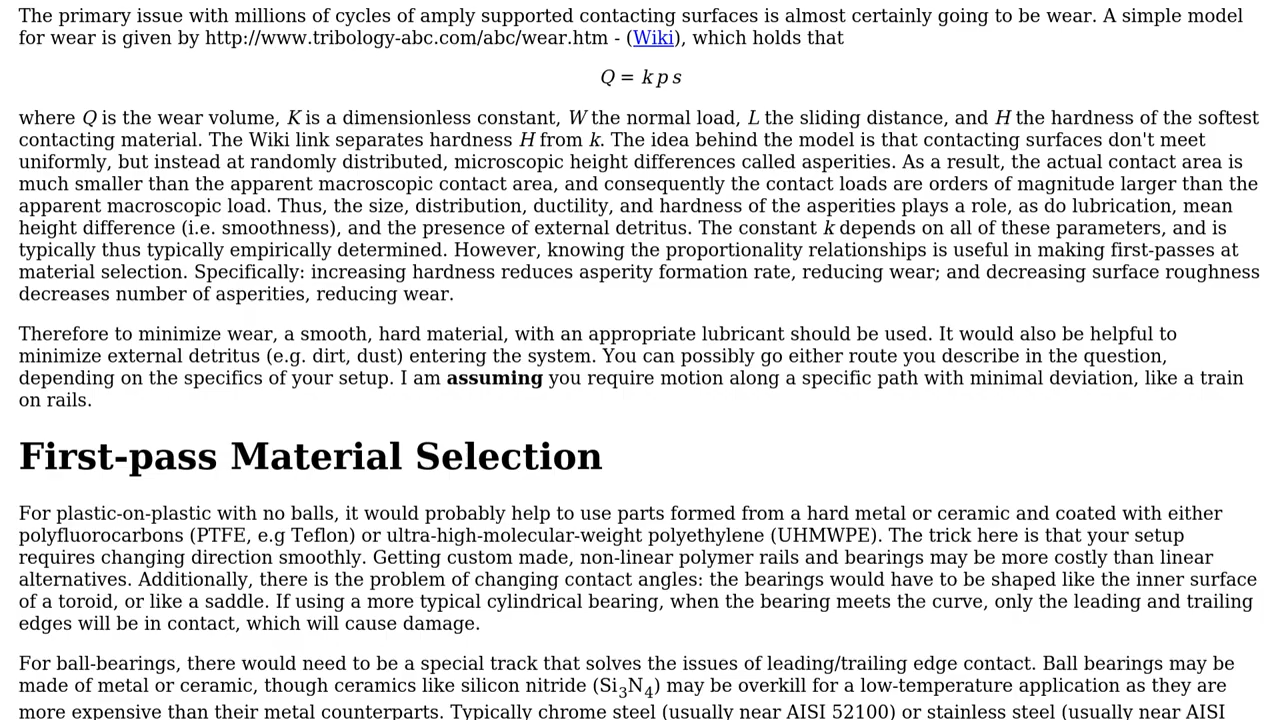 The primary issue with millions of cycles of amply supported contacting surfaces is almost certainly going to be wear. A simple model
for wear is given by http://www.tribology-abc.com/abc/wear.htm - (Wiki), which holds that
Q = k p s
where Q is the wear volume, K is a dimensionless constant, W the normal load, L the sliding distance, and H the hardness of the softest
contacting material. The Wiki link separates hardness H from k. The idea behind the model is that contacting surfaces don't meet
uniformly, but instead at randomly distributed, microscopic height differences called asperities. As a result, the actual contact area is
much smaller than the apparent macroscopic contact area, and consequently the contact loads are orders of magnitude larger than the
apparent macroscopic load. Thus, the size, distribution, ductility, and hardness of the asperities plays a role, as do lubrication, mean
height difference (i.e. smoothness), and the presence of external detritus. The constant k depends on all of these parameters, and is
typically thus typically empirically determined. However, knowing the proportionality relationships is useful in making first-passes at
material selection. Specifically: increasing hardness reduces asperity formation rate, reducing wear; and decreasing surface roughness
decreases number of asperities, reducing wear.
Therefore to minimize wear, a smooth, hard material, with an appropriate lubricant should be used. It would also be helpful to
minimize external detritus (e.g. dirt, dust) entering the system. You can possibly go either route you describe in the question,
depending on the specifics of your setup. I am assuming you require motion along a specific path with minimal deviation, like a train
on rails.
First-pass Material Selection
For plastic-on-plastic with no balls, it would probably help to use parts formed from a hard metal or ceramic and coated with either
polyfluorocarbons (PTFE, e.g Teflon) or ultra-high-molecular-weight polyethylene (UHMWPE). The trick here is that your setup
requires changing direction smoothly. Getting custom made, non-linear polymer rails and bearings may be more costly than linear
alternatives. Additionally, there is the problem of changing contact angles: the bearings would have to be shaped like the inner surface
of a toroid, or like a saddle. If using a more typical cylindrical bearing, when the bearing meets the curve, only the leading and trailing
edges will be in contact, which will cause damage.
For ball-bearings, there would need to be a special track that solves the issues of leading/trailing edge contact. Ball bearings may be
made of metal or ceramic, though ceramics like silicon nitride (Si3N4) may be overkill for a low-temperature application as they are
more expensive than their metal counterparts. Typically chrome steel (usually near AISI 52100) or stainless steel (usually near AISI